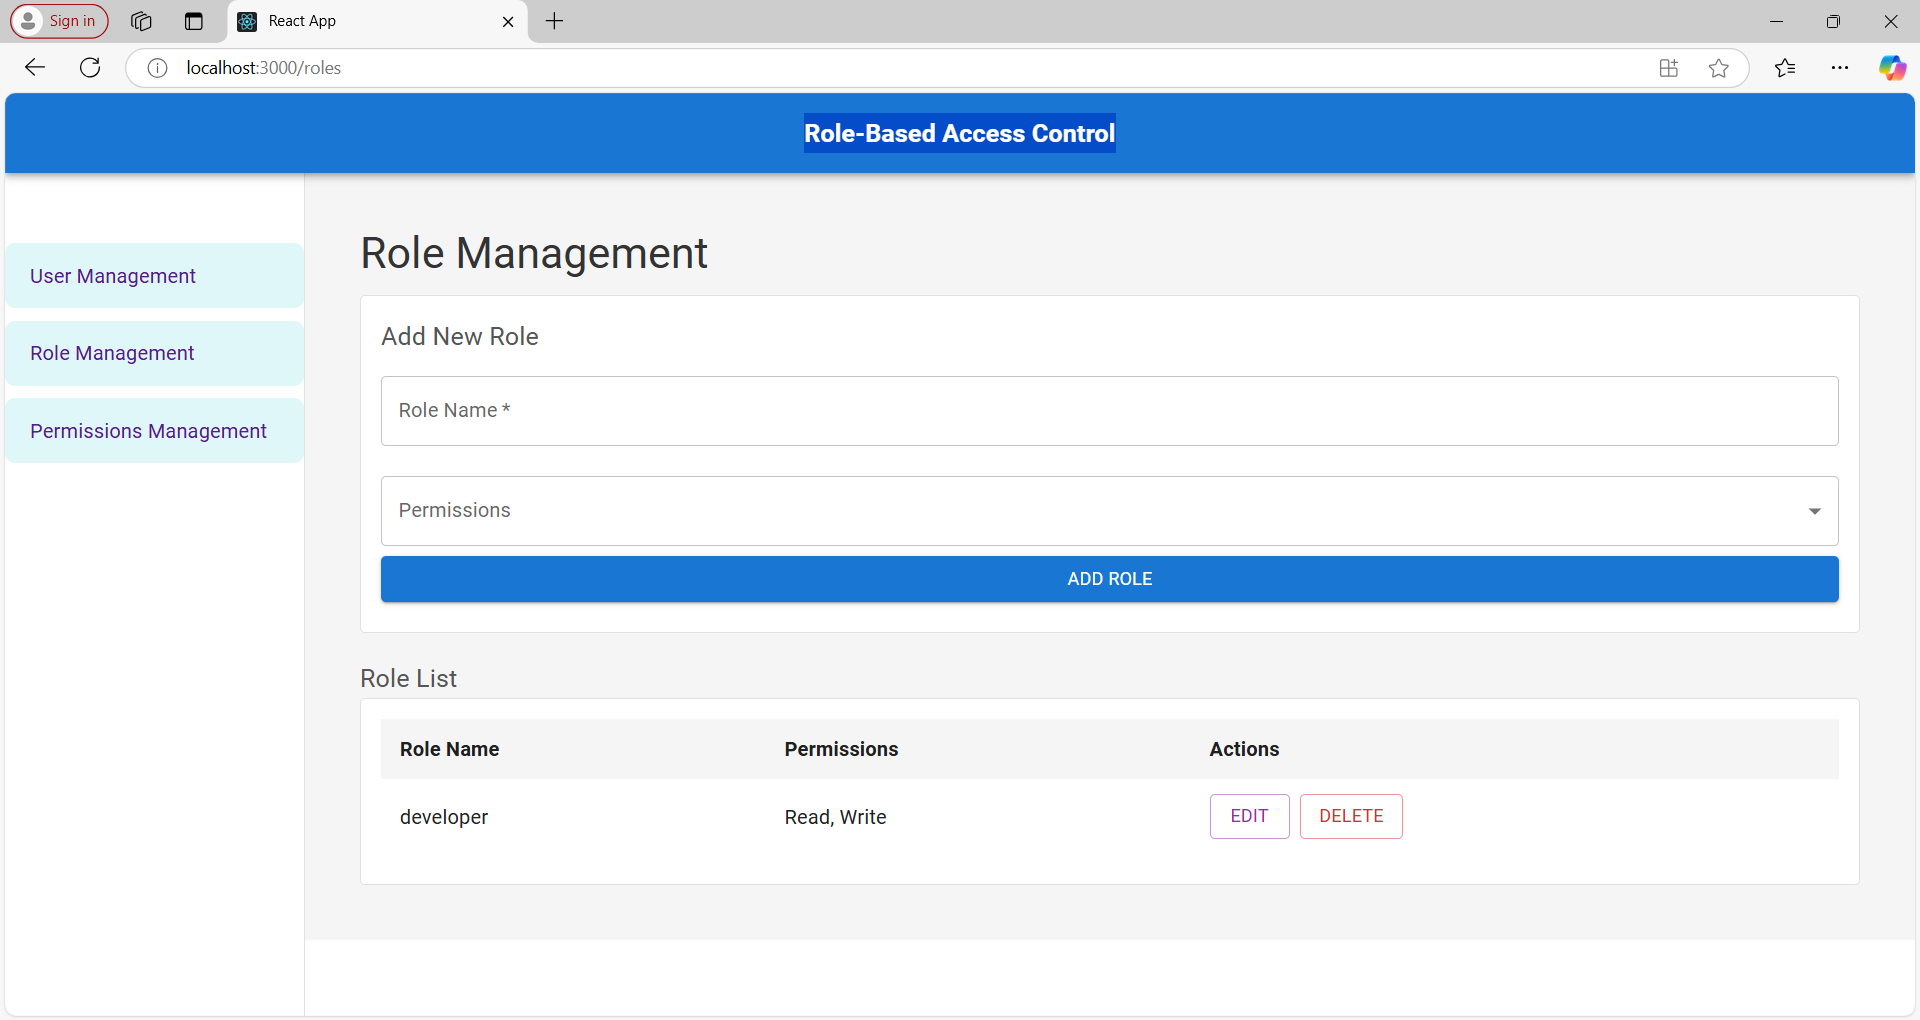 Sign in
React App
localhost:3000/roles
Role-Based Access Control
User Management
Role Management
Permissions Management
Role Management
Add New Role
Role Name *
Permissions
ADD ROLE
Role List
Role Name Permissions Actions
developer Read, Write EDIT DELETE